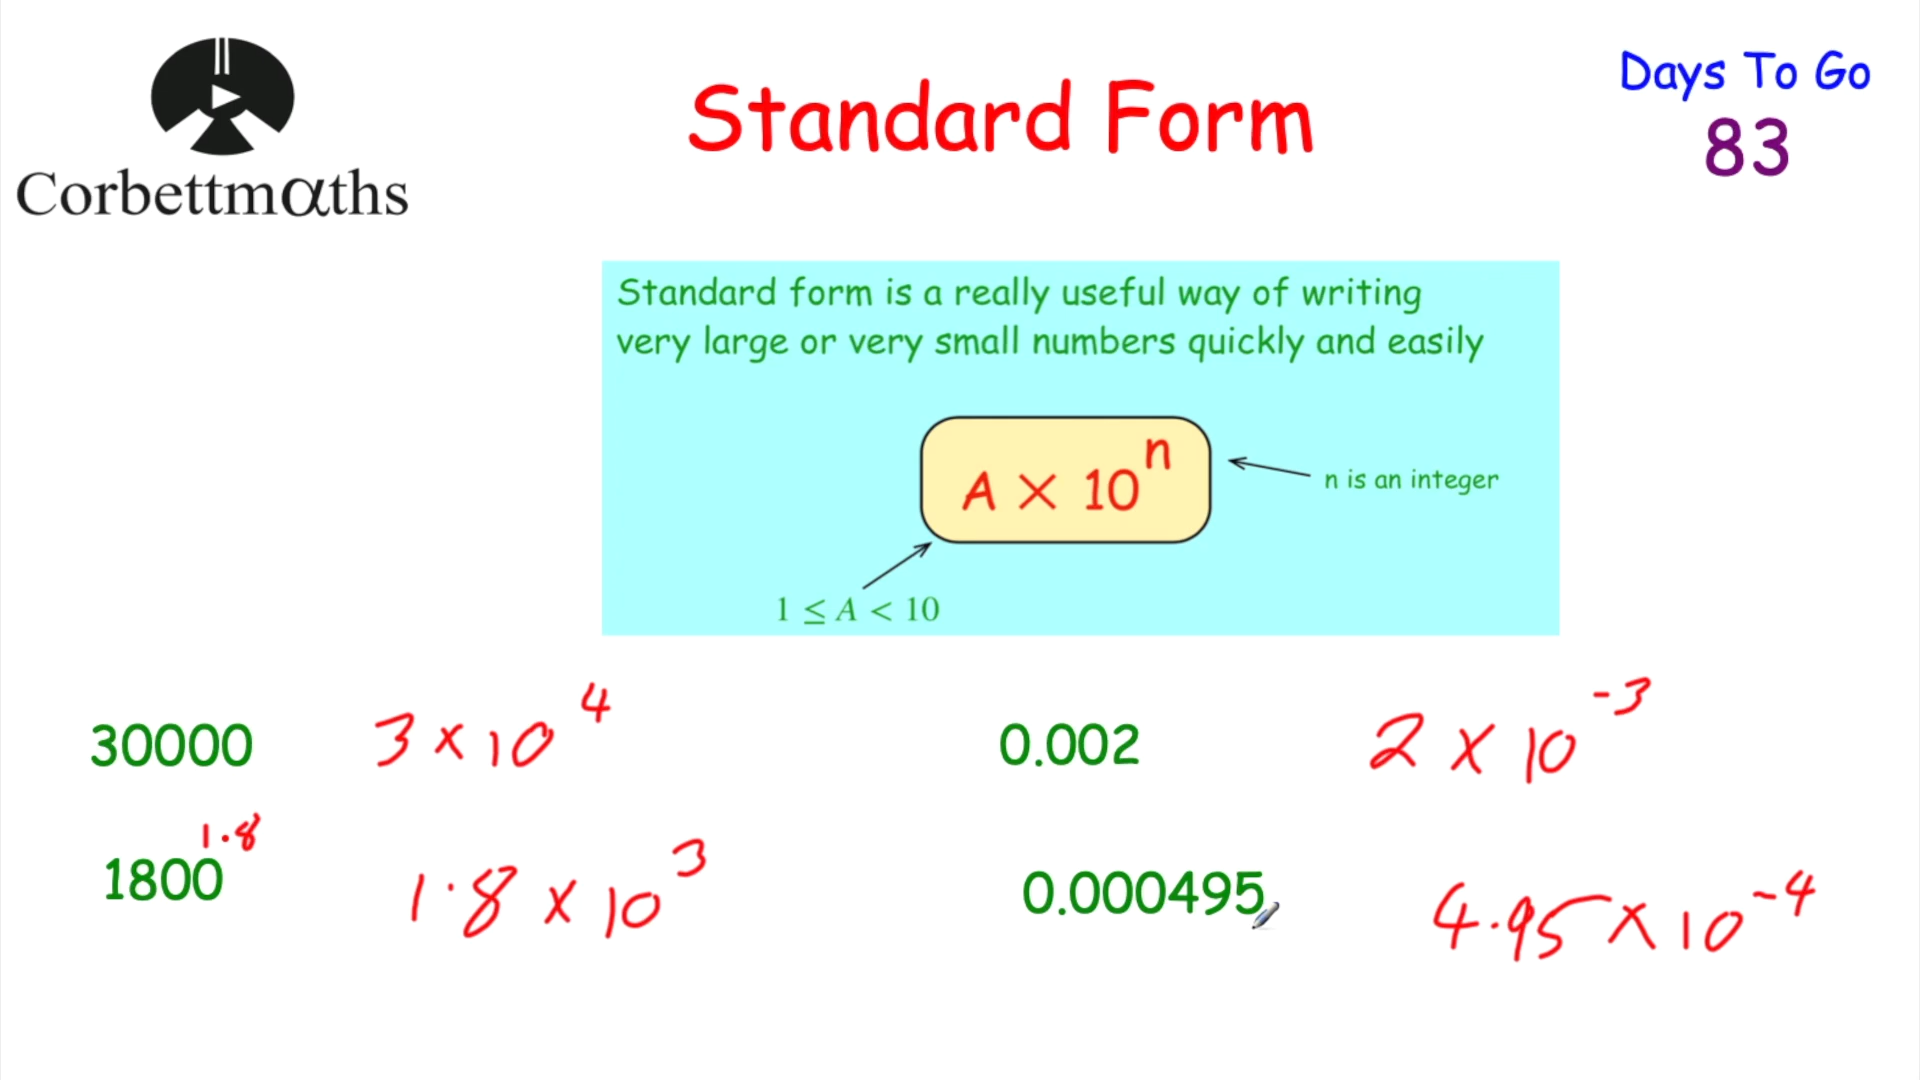 Corbettmαths
Standard Form
Days To Go
83
Standard form is a really useful way of writing
very large or very small numbers quickly and easily
A × 10ⁿ
n is an integer
1 ≤ A < 10
30000 3 × 10⁴
0.002 2 × 10⁻³
1.8
1800 1.8 × 10³
0.000495 4.95 × 10⁻⁴